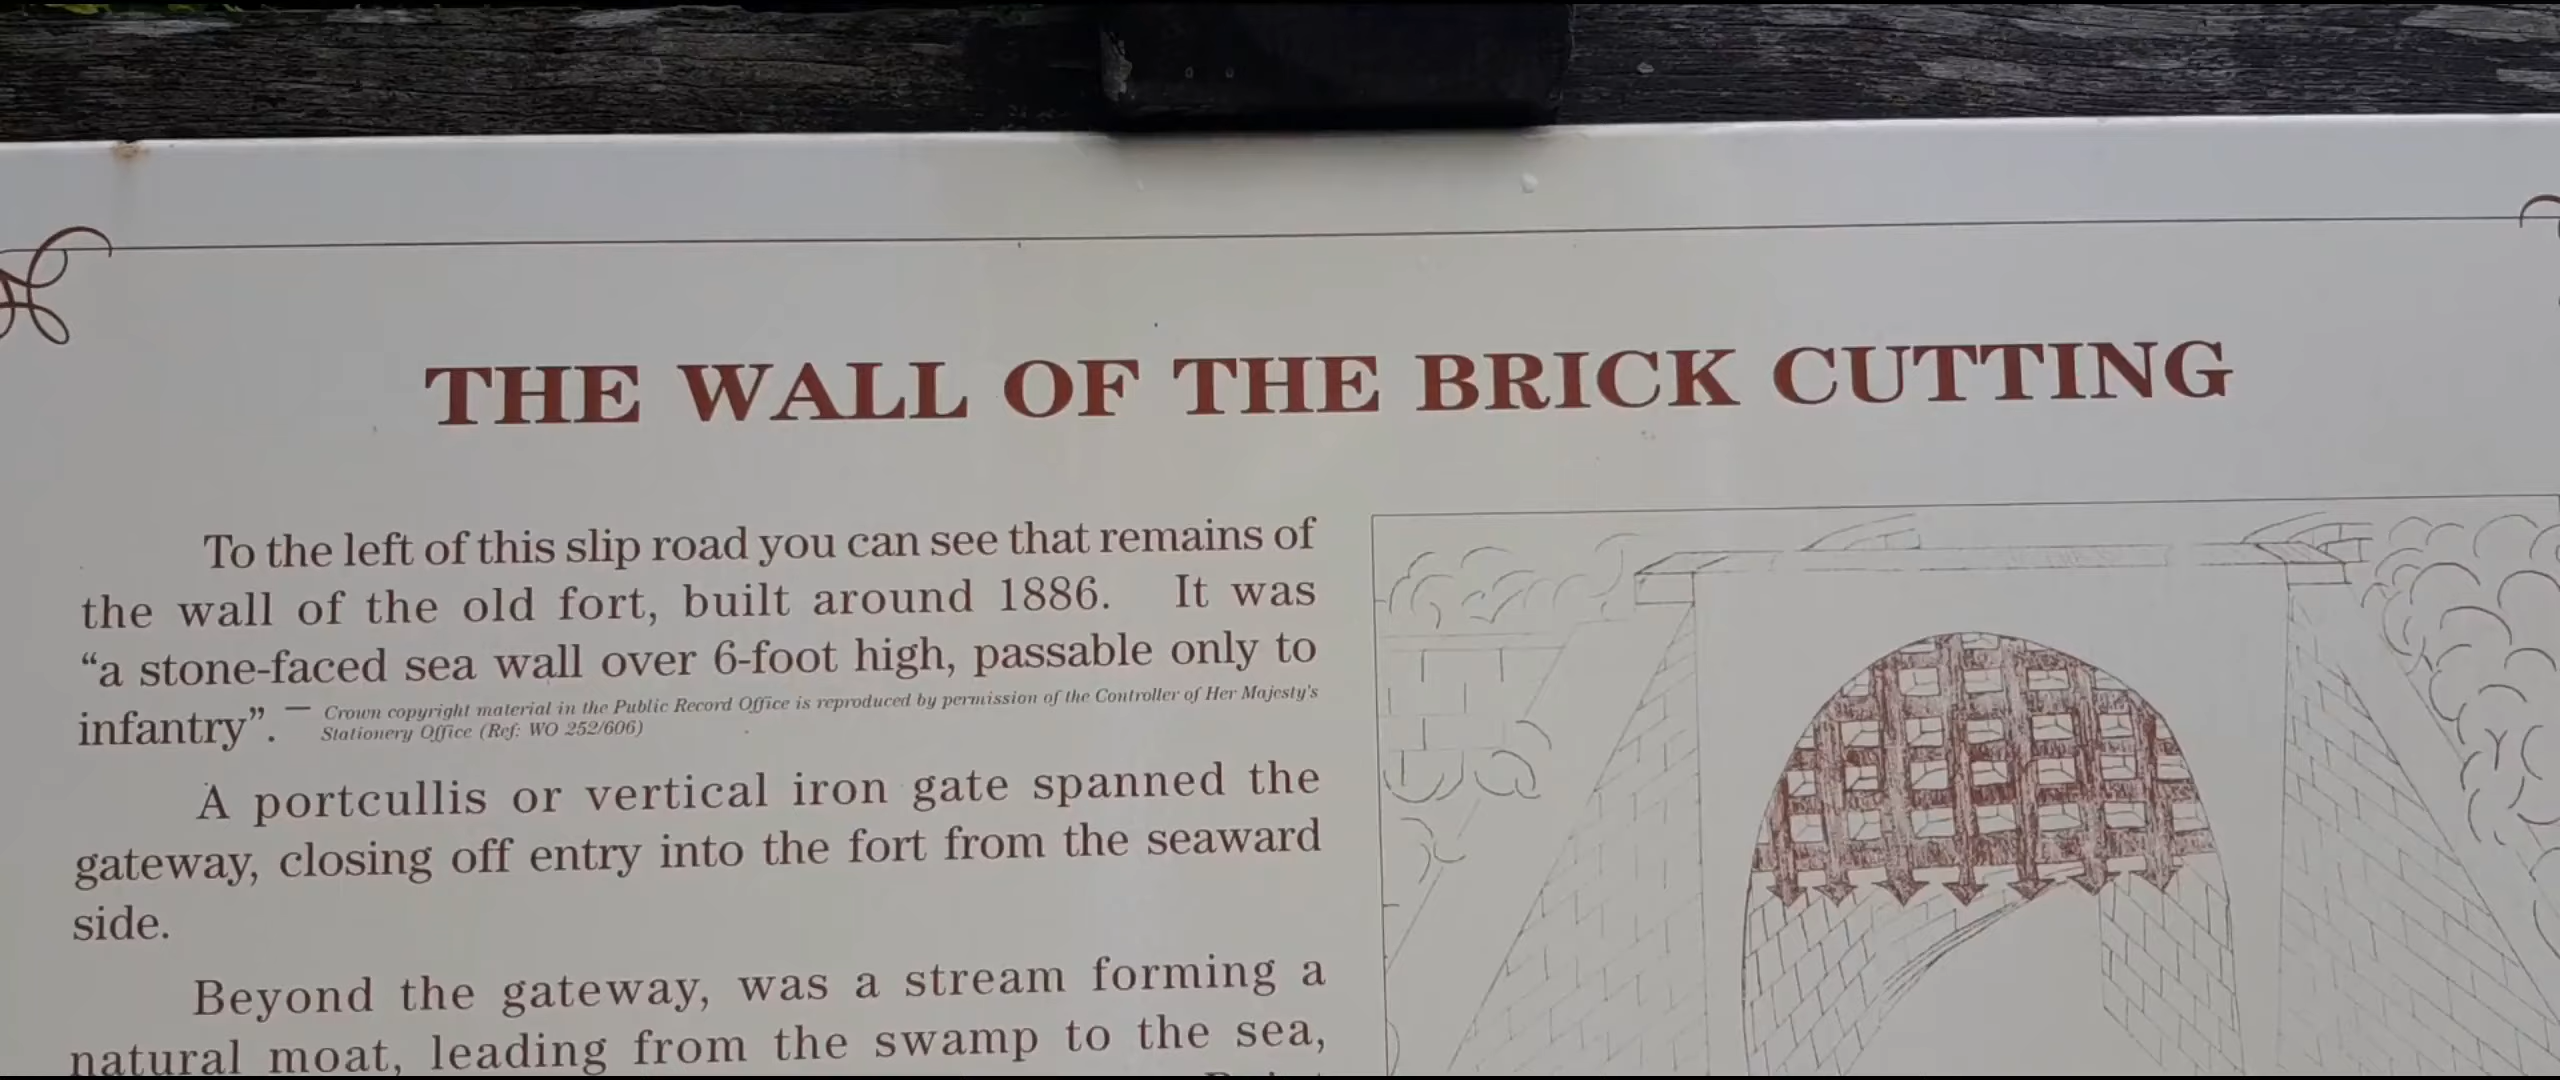 THE WALL OF THE BRICK CUTTING
To the left of this slip road you can see that remains of
the wall of the old fort, built around 1886. It was
“a stone-faced sea wall over 6-foot high, passable only to
infantry”. — Crown copyright material in the Public Record Office is reproduced by permission of the Controller of Her Majesty's
Stationery Office (Ref: WO 252/606)
A portcullis or vertical iron gate spanned the
gateway, closing off entry into the fort from the seaward
side.
Beyond the gateway, was a stream forming a
natural moat, leading from the swamp to the sea,